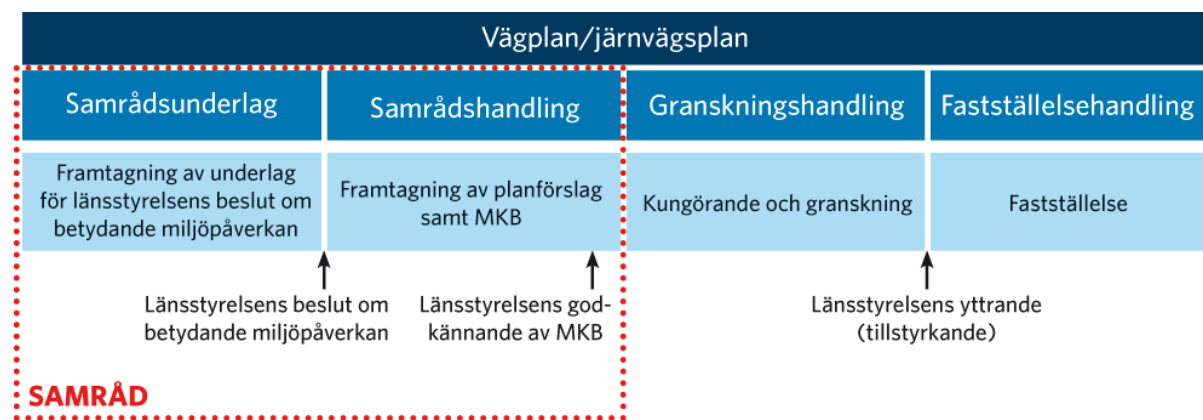 Vägplan/järnvägsplan
Samrådsunderlag
Samrådshandling
Granskningshandling
Fastställelsehandling
Framtagning av underlag
för länsstyrelsens beslut om
betydande miljöpåverkan
Framtagning av planförslag
samt MKB
Kungörande och granskning
Fastställelse
Länsstyrelsens beslut om
betydande miljöpåverkan
Länsstyrelsens god-
kännande av MKB
Länsstyrelsens yttrande
(tillstyrkande)
SAMRÅD